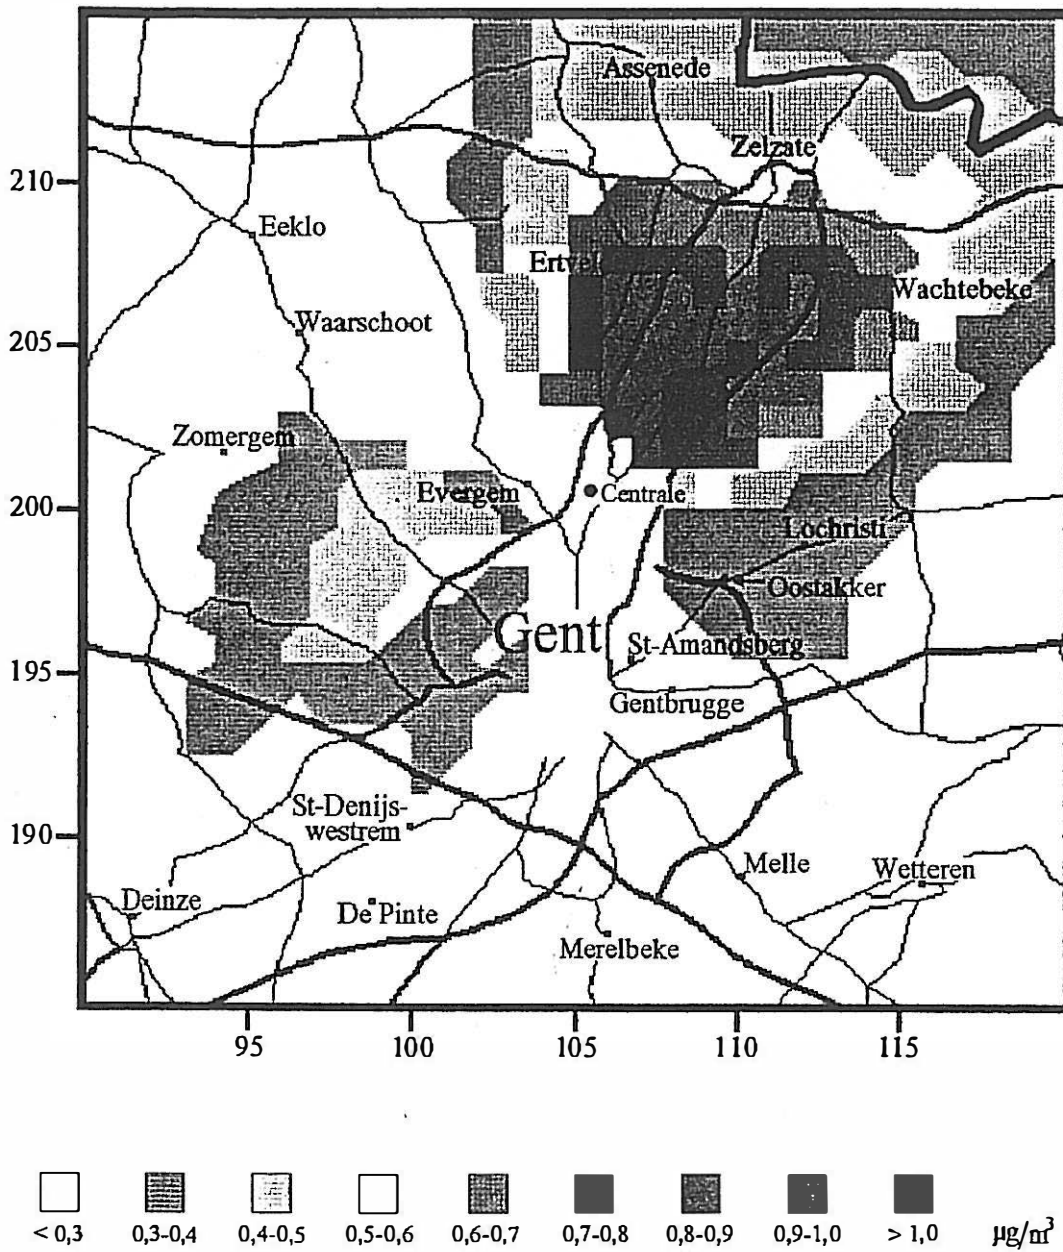 Assenede
Zelzate
210
Eeklo
Wachtebeke
Waarschoot
205
Zomergem
Evergem
Centrale
200
Lochristi
Oostakker
Gent
St-Amandsberg
195
Gentbrugge
St-Denijs-
westrem
190
Melle
Wetteren
Deinze
De Pinte
Merelbeke
95 100 105 110 115
< 0,3 0,3-0,4 0,4-0,5 0,5-0,6 0,6-0,7 0,7-0,8 0,8-0,9 0,9-1,0 > 1,0 µg/m³